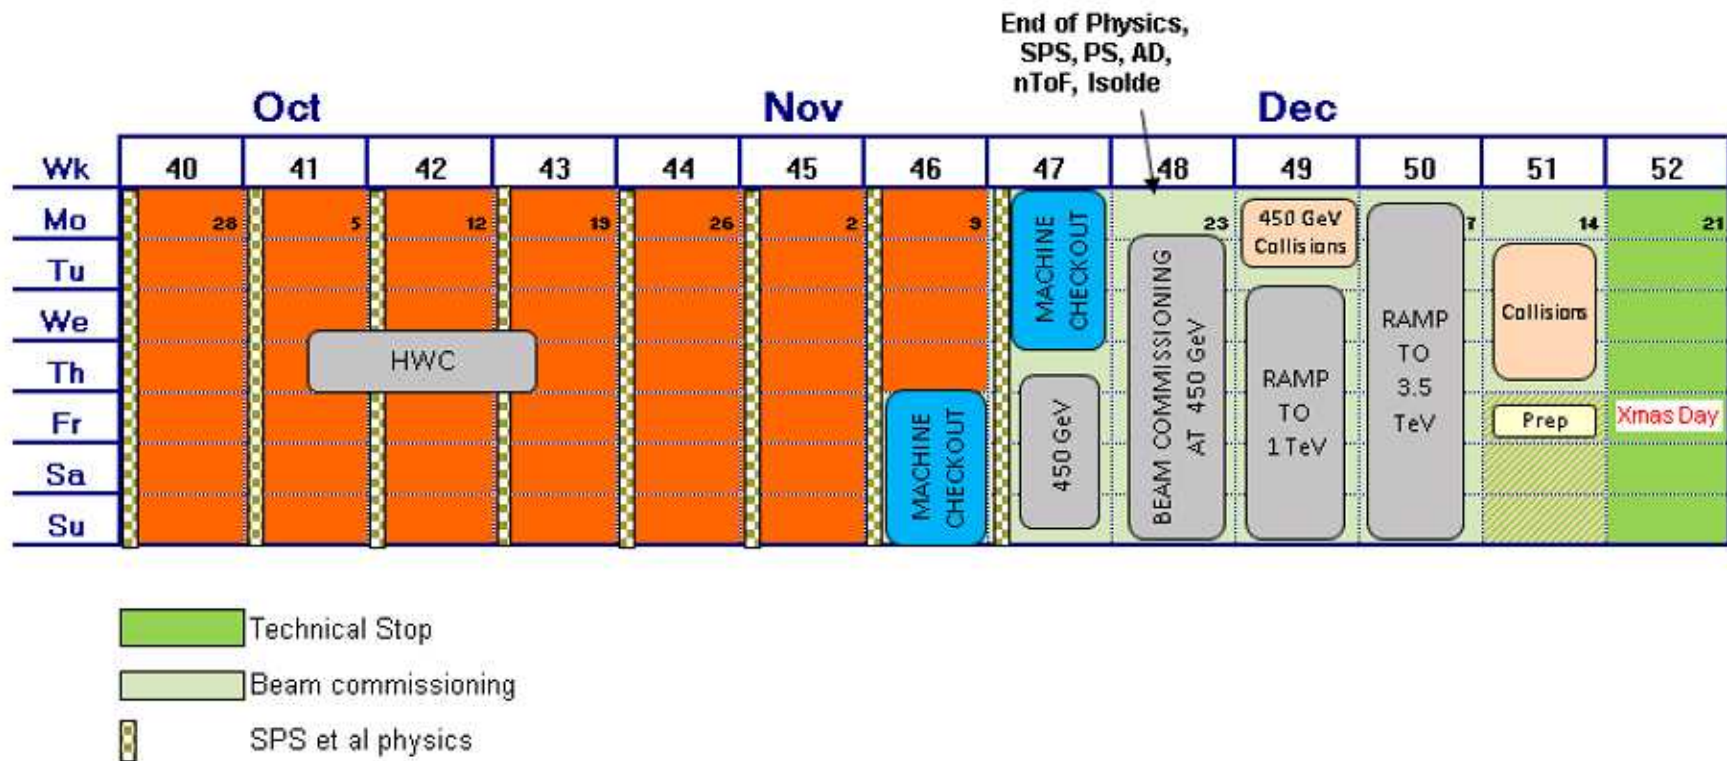 End of Physics,
SPS, PS, AD,
nToF, Isolde
Oct Nov Dec
Wk 40 41 42 43 44 45 46 47 48 49 50 51 52
Mo 28 5 12 19 26 2 9 23 7 14 21
Tu
We
Th
Fr
Sa
Su
HWC
MACHINE
CHECKOUT
MACHINE
CHECKOUT
450 GeV
BEAM COMMISSIONING
AT 450 GeV
450 GeV
Collisions
RAMP
TO
1 TeV
RAMP
TO
3.5
TeV
Collisions
Prep
Xmas Day
Technical Stop
Beam commissioning
SPS et al physics